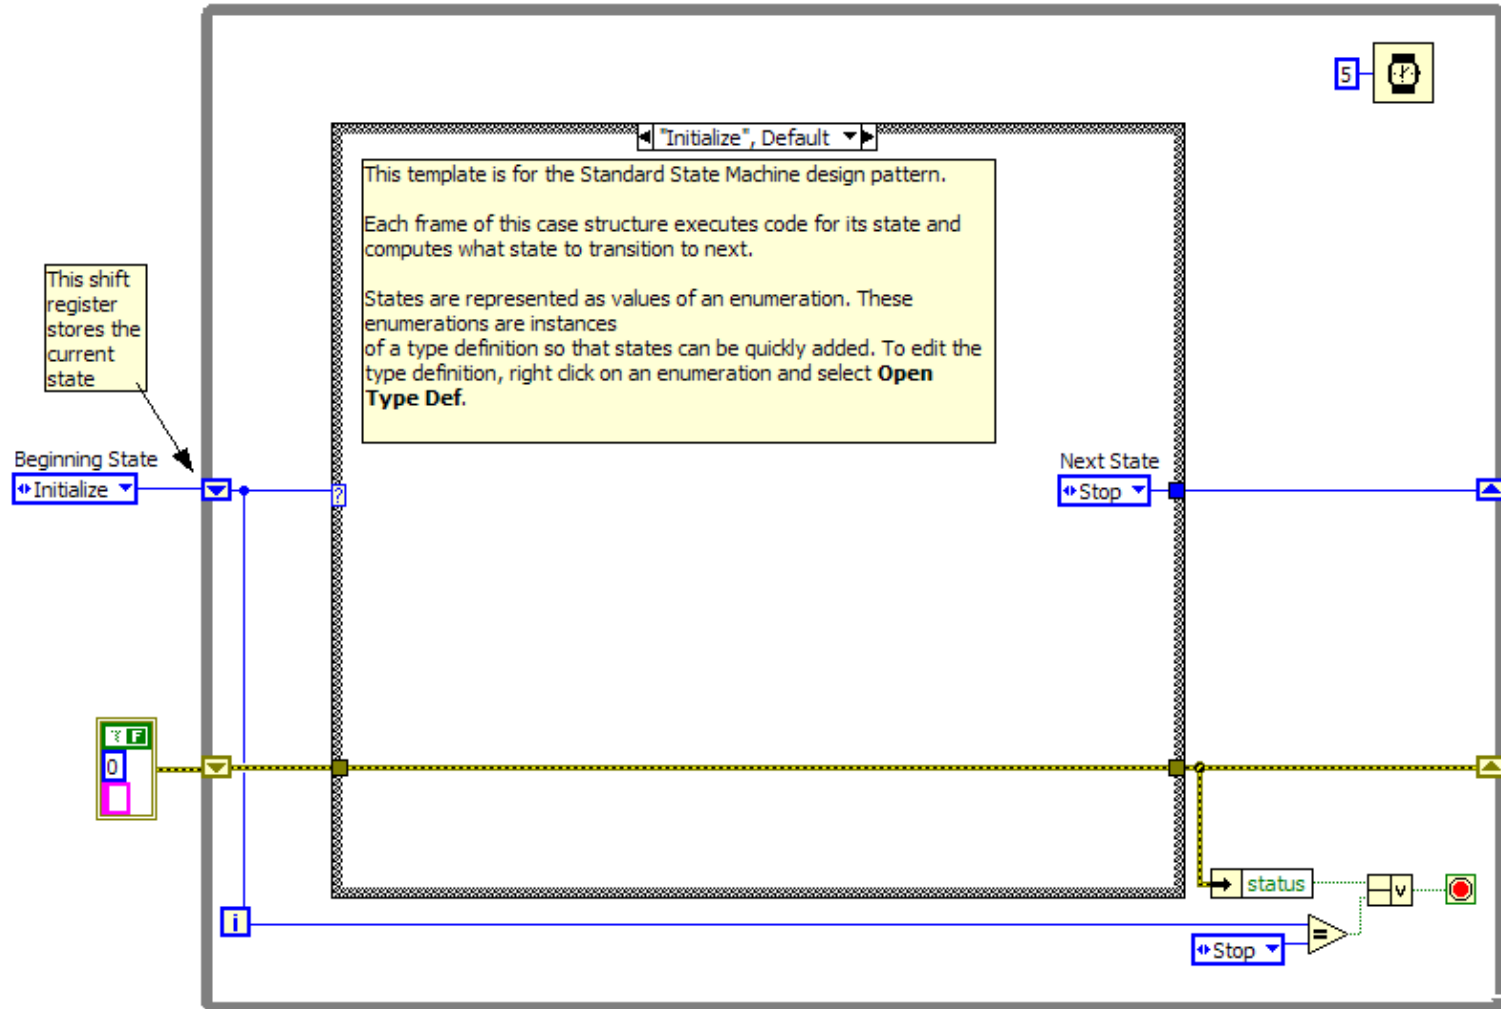 5
"Initialize", Default
This template is for the Standard State Machine design pattern.
Each frame of this case structure executes code for its state and
computes what state to transition to next.
States are represented as values of an enumeration. These
enumerations are instances
of a type definition so that states can be quickly added. To edit the
type definition, right click on an enumeration and select Open
Type Def.
This shift
register
stores the
current
state
Beginning State
Initialize
?
Next State
Stop
F
0
status
v
i
=
Stop